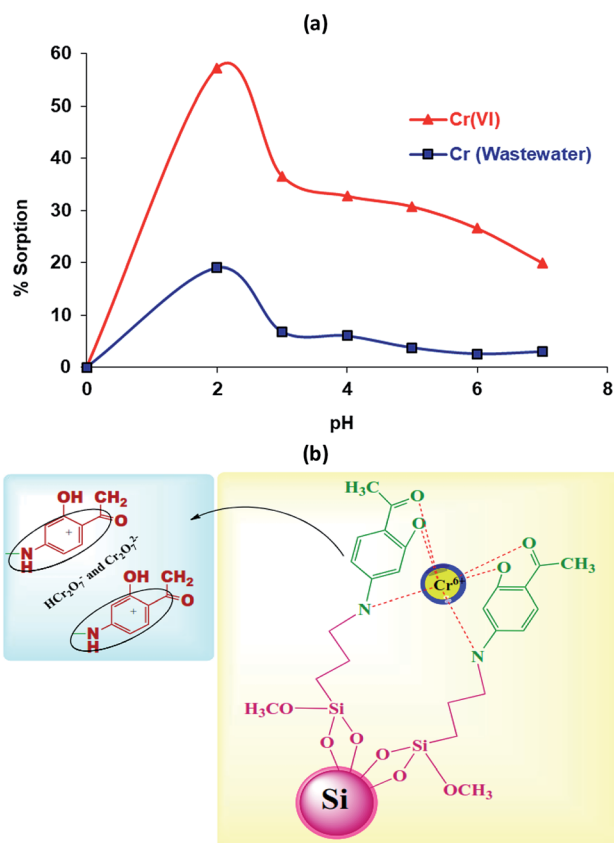 (a)
60
50
40
30
20
10
0
% Sorption
Cr(VI)
Cr (Wastewater)
0 2 4 6 8
pH
(b)
OH CH₂
O
+
N
H
HCr₂O₇⁻ and Cr₂O₇²⁻
OH CH₂
O
+
N
H
H₃C
O
O
N
Cr⁶⁺
O
O
CH₃
N
H₃CO
Si
O
O
O
Si
O
OCH₃
Si